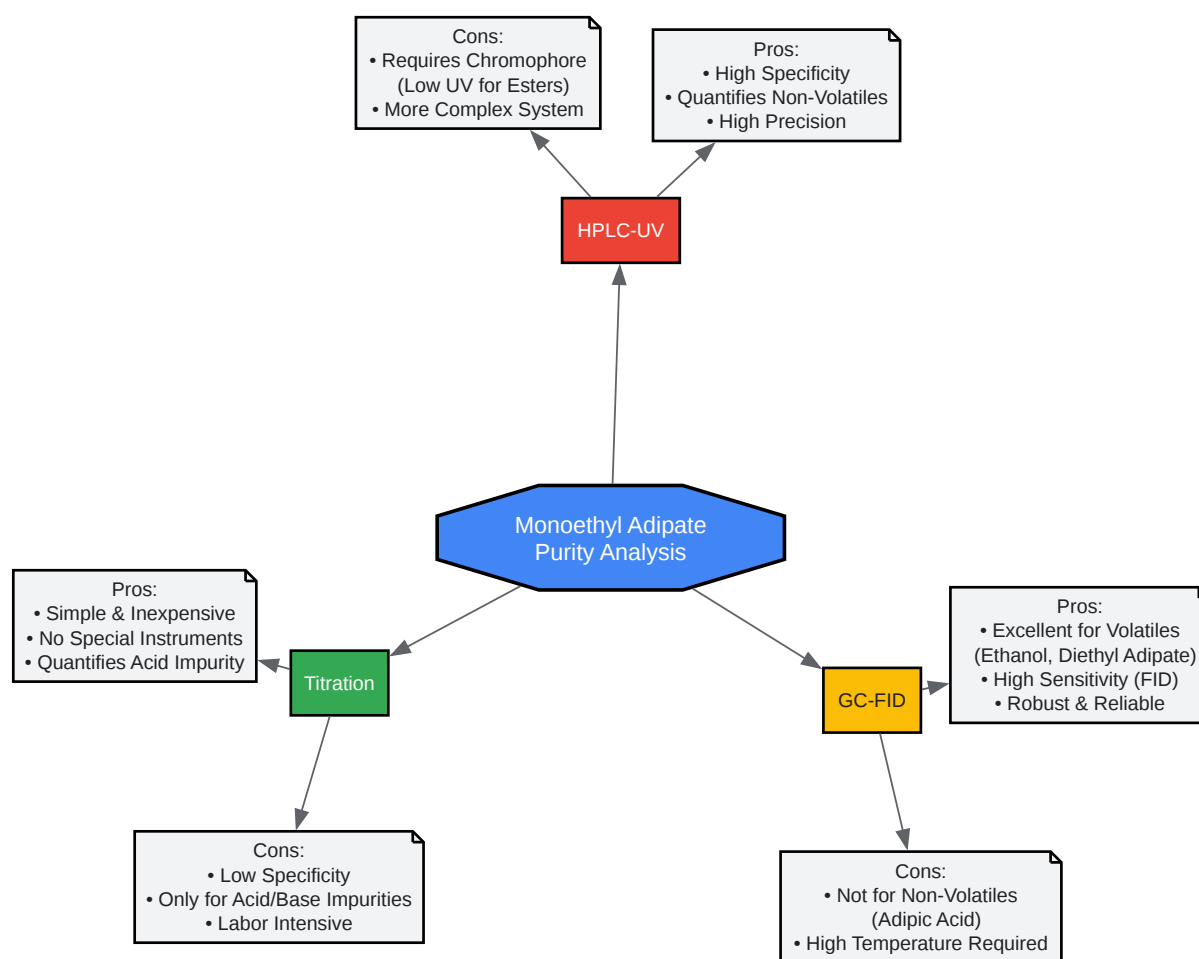 Cons:
• Requires Chromophore
(Low UV for Esters)
• More Complex System
Pros:
• High Specificity
• Quantifies Non-Volatiles
• High Precision
HPLC-UV
Monoethyl Adipate
Purity Analysis
Pros:
• Simple & Inexpensive
• No Special Instruments
• Quantifies Acid Impurity
Titration
Pros:
• Excellent for Volatiles
(Ethanol, Diethyl Adipate)
• High Sensitivity (FID)
• Robust & Reliable
GC-FID
Cons:
• Low Specificity
• Only for Acid/Base Impurities
• Labor Intensive
Cons:
• Not for Non-Volatiles
(Adipic Acid)
• High Temperature Required